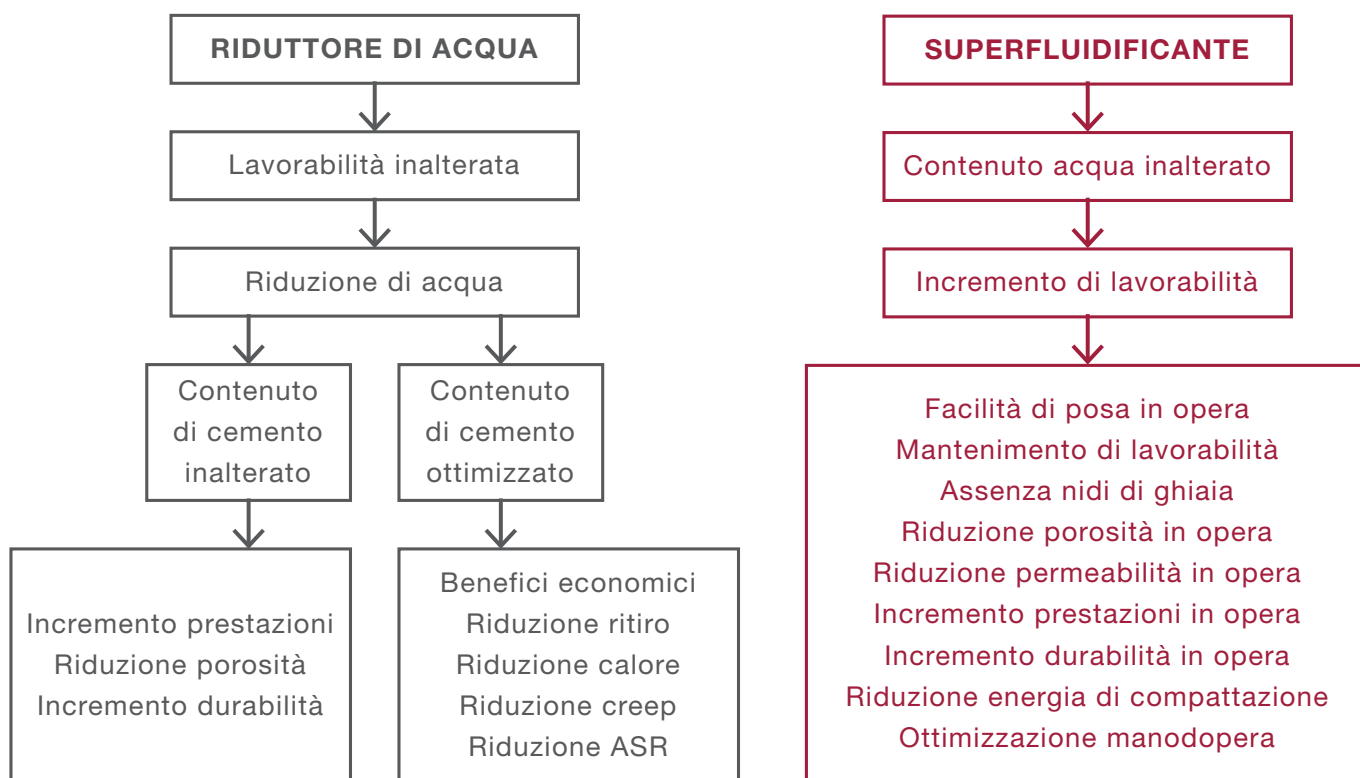 RIDUTTORE DI ACQUA
Lavorabilità inalterata
Riduzione di acqua
Contenuto
di cemento
inalterato
Incremento prestazioni
Riduzione porosità
Incremento durabilità
Contenuto
di cemento
ottimizzato
Benefici economici
Riduzione ritiro
Riduzione calore
Riduzione creep
Riduzione ASR
SUPERFLUIDIFICANTE
Contenuto acqua inalterato
Incremento di lavorabilità
Facilità di posa in opera
Mantenimento di lavorabilità
Assenza nidi di ghiaia
Riduzione porosità in opera
Riduzione permeabilità in opera
Incremento prestazioni in opera
Incremento durabilità in opera
Riduzione energia di compattazione
Ottimizzazione manodopera